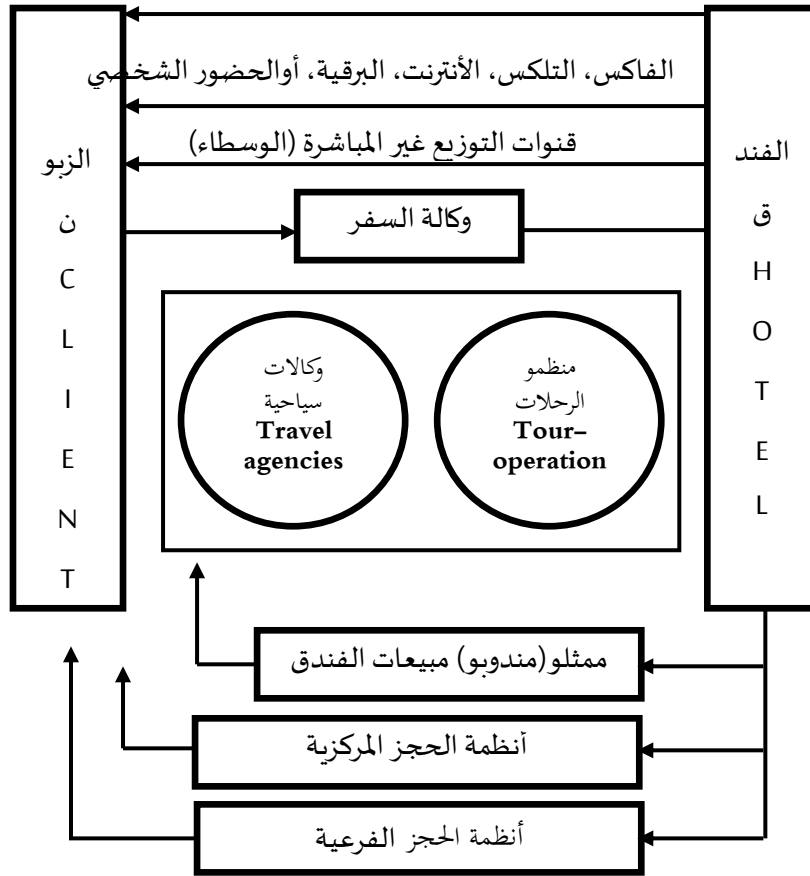 الفاكس، التلكس، الأنترنت، البرقية، أوالحضور الشخصي
قنوات التوزيع غير المباشرة (الوسطاء)
الفند
ق
H
O
T
E
L
الزبو
ن
C
L
I
E
N
T
وكالة السفر
منظمو
الرحلات
Tour-
operation
وكالات
سياحية
Travel
agencies
ممثلو(مندوبو) مبيعات الفندق
أنظمة الحجز المركزية
أنظمة الحجز الفرعية